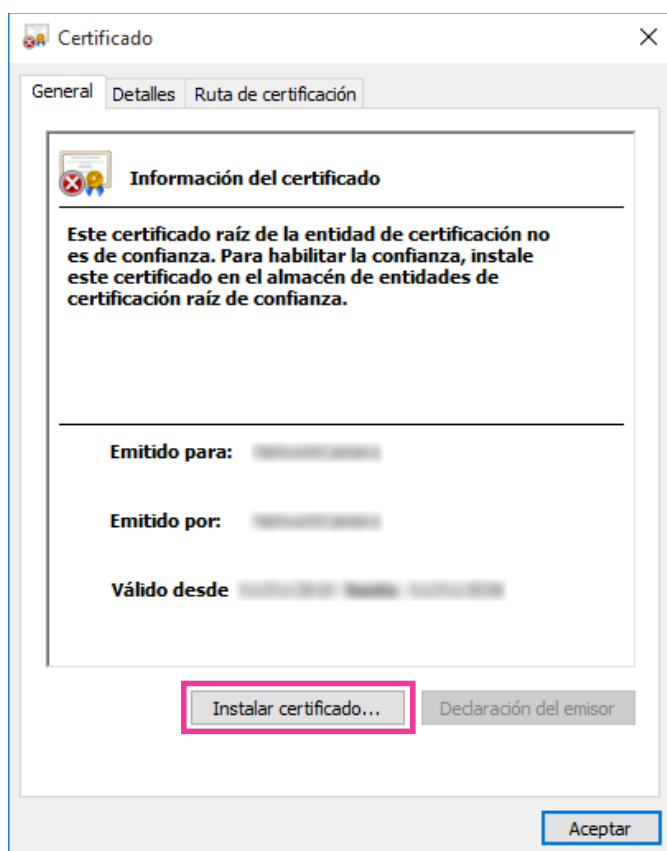 Certificado
General Detalles Ruta de certificación
Información del certificado
Este certificado raíz de la entidad de certificación no
es de confianza. Para habilitar la confianza, instale
este certificado en el almacén de entidades de
certificación raíz de confianza.
Emitido para:
Emitido por:
Válido desde
Instalar certificado... Declaración del emisor
Aceptar